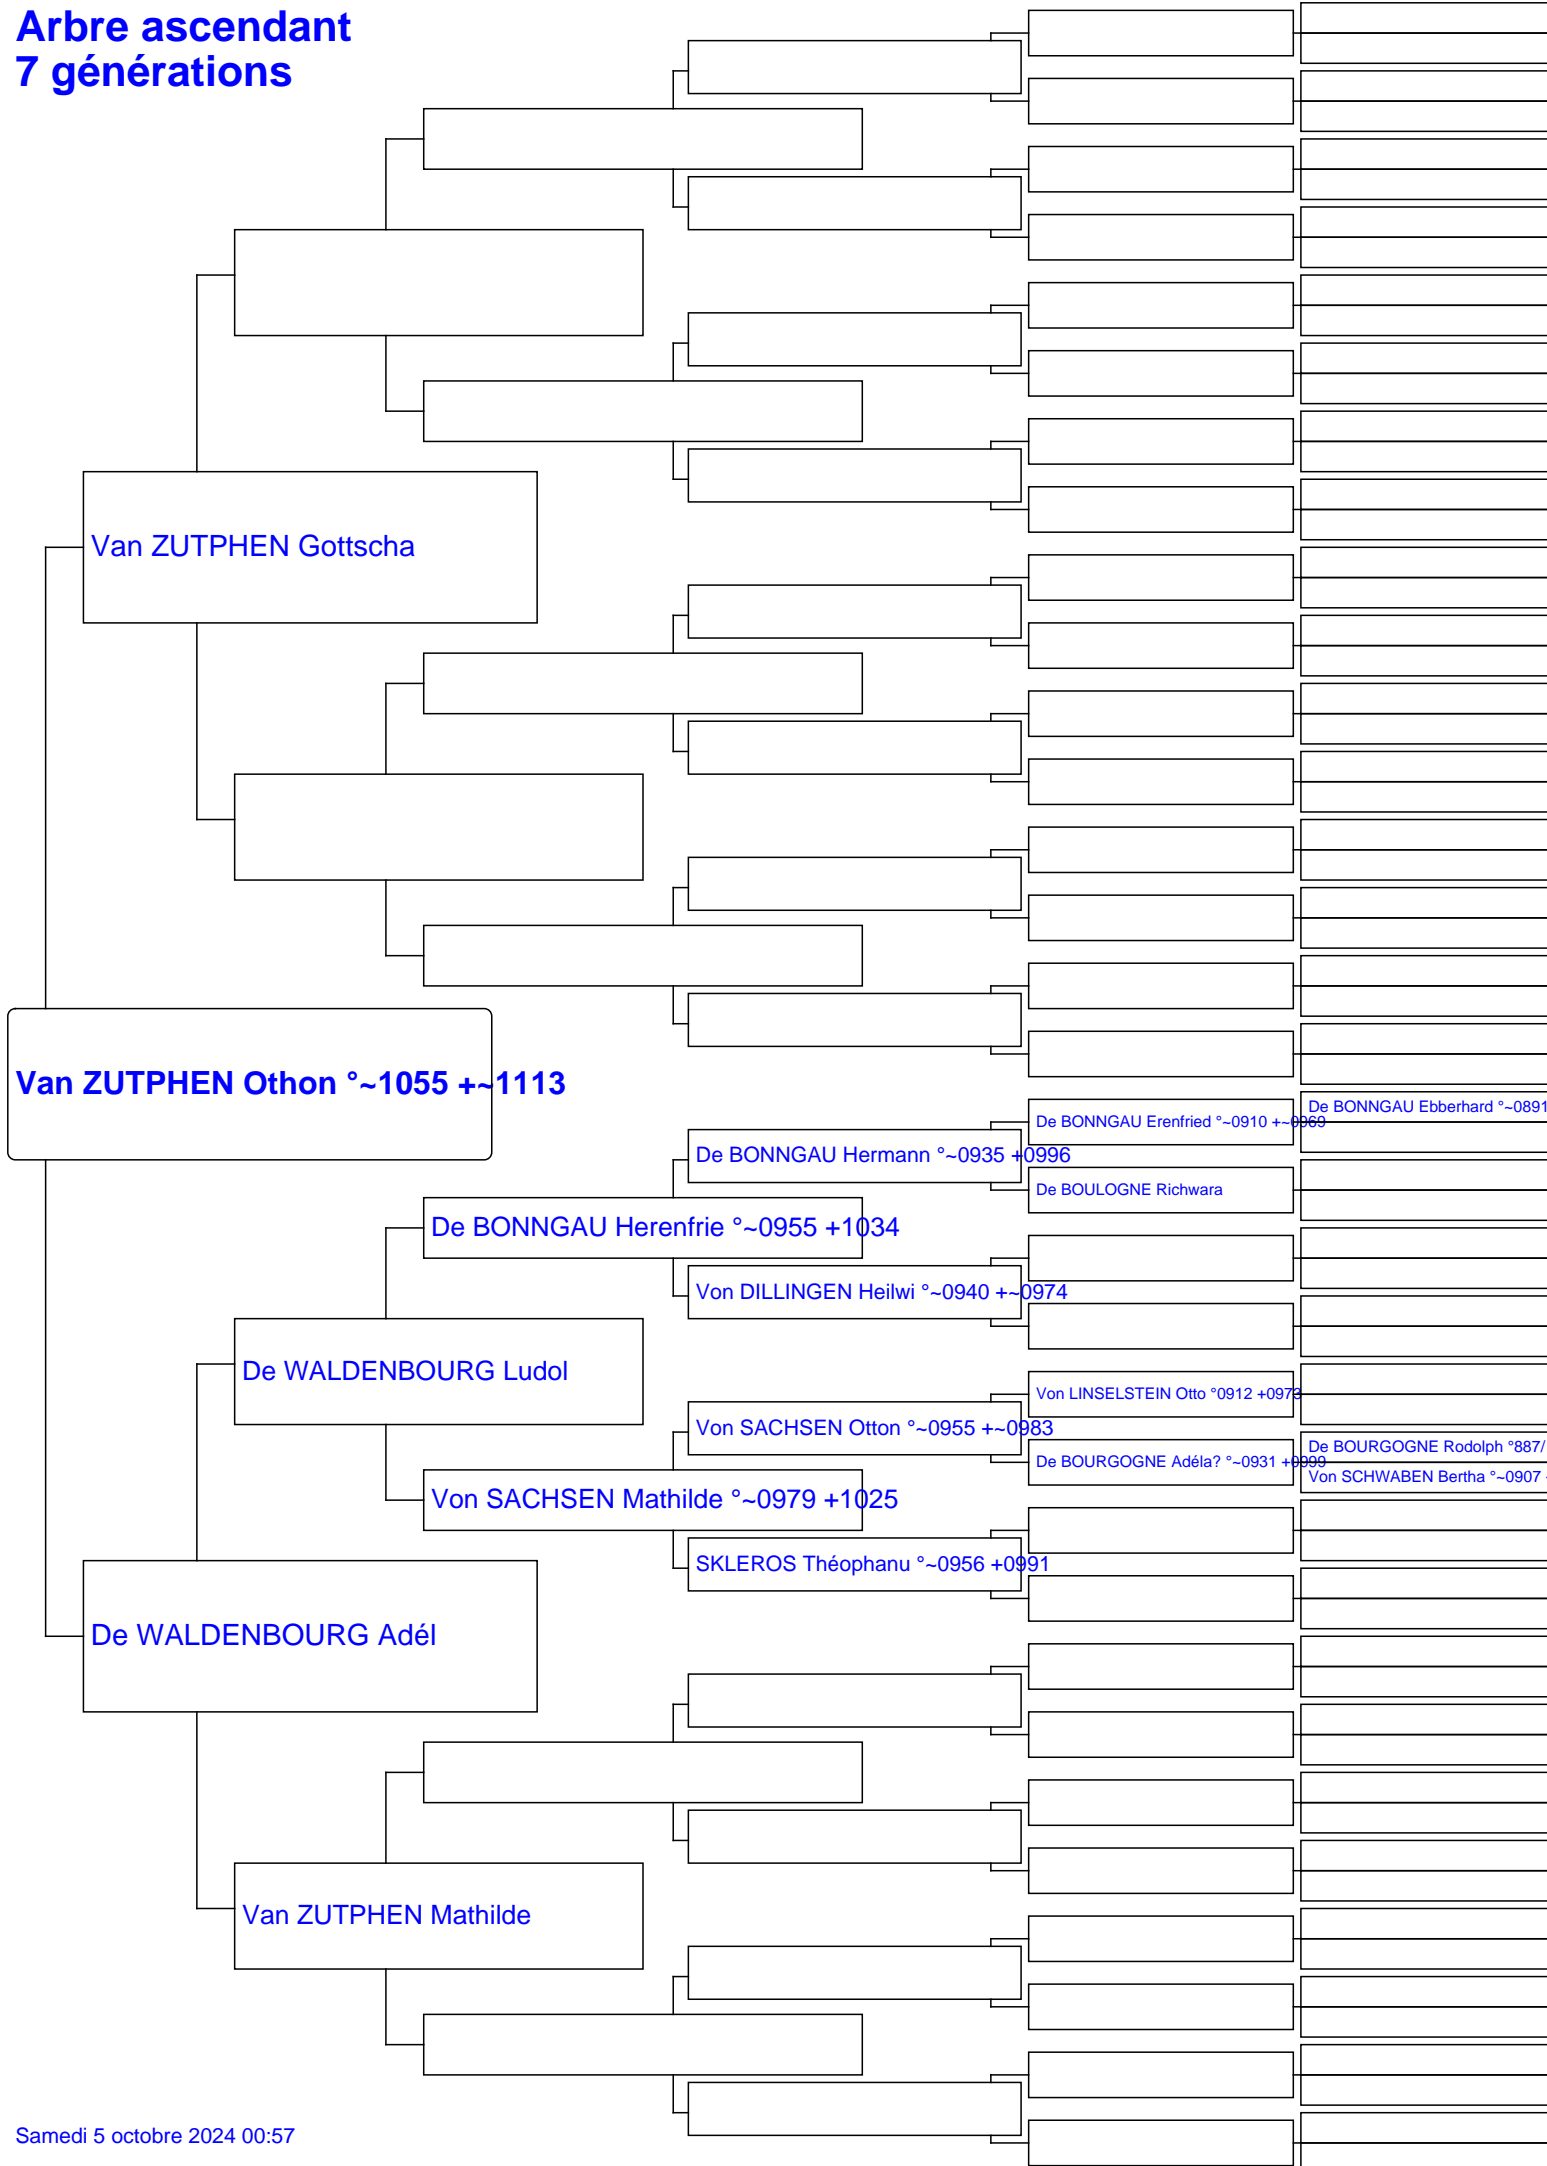 Arbre ascendant
7 générations
Van ZUTPHEN Gottscha
Van ZUTPHEN Othon °~1055 +~1113
De BONNGAU Ebberhard °~0891
De BONNGAU Erenfried °~0910 +~0969
De BONNGAU Hermann °~0935 +0996
De BOULOGNE Richwara
De BONNGAU Herenfrie °~0955 +1034
Von DILLINGEN Heilwi °~0940 +~0974
De WALDENBOURG Ludol
Von LINSELSTEIN Otto °0912 +0973
Von SACHSEN Otton °~0955 +~0983
De BOURGOGNE Rodolph °887/
De BOURGOGNE Adéla? °~0931 +0999
Von SCHWABEN Bertha °~0907
Von SACHSEN Mathilde °~0979 +1025
SKLEROS Théophanu °~0956 +0991
De WALDENBOURG Adél
Van ZUTPHEN Mathilde
Samedi 5 octobre 2024 00:57